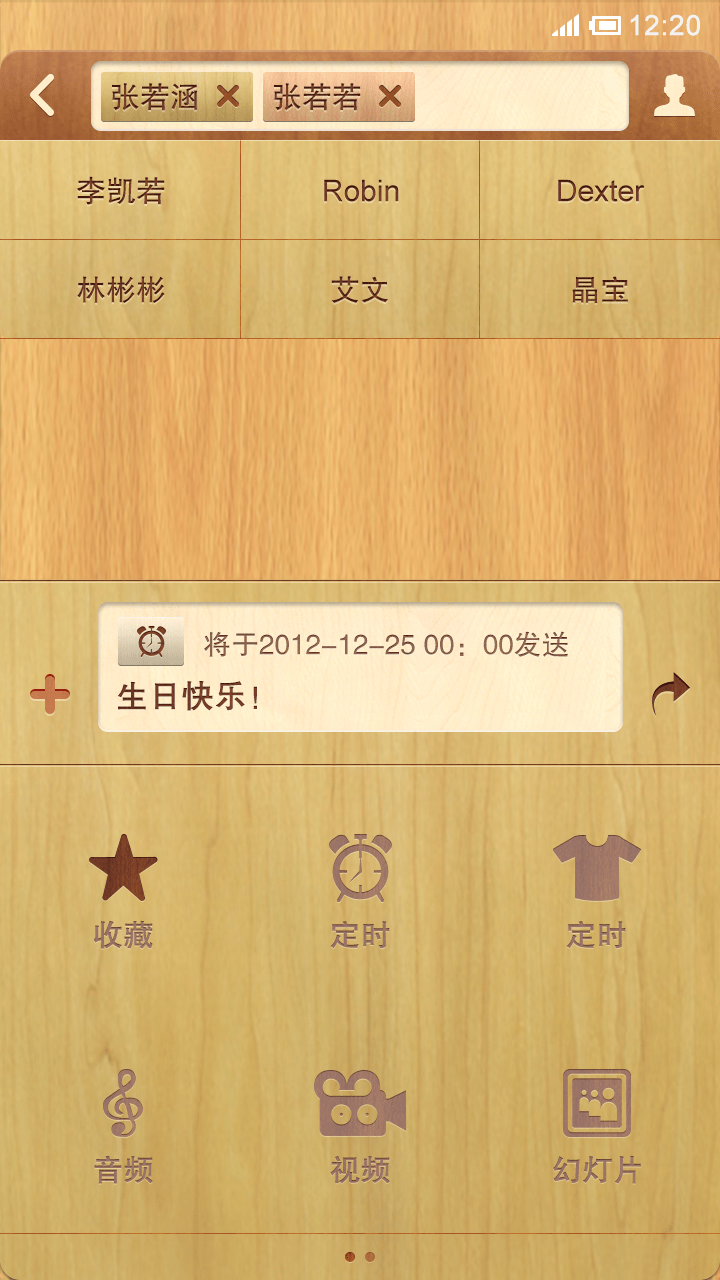 12:20
张若涵 张若若
李凯若 Robin Dexter
林彬彬 艾文 晶宝
将于2012-12-25 00：00发送
生日快乐！
收藏 定时 定时
音频 视频 幻灯片